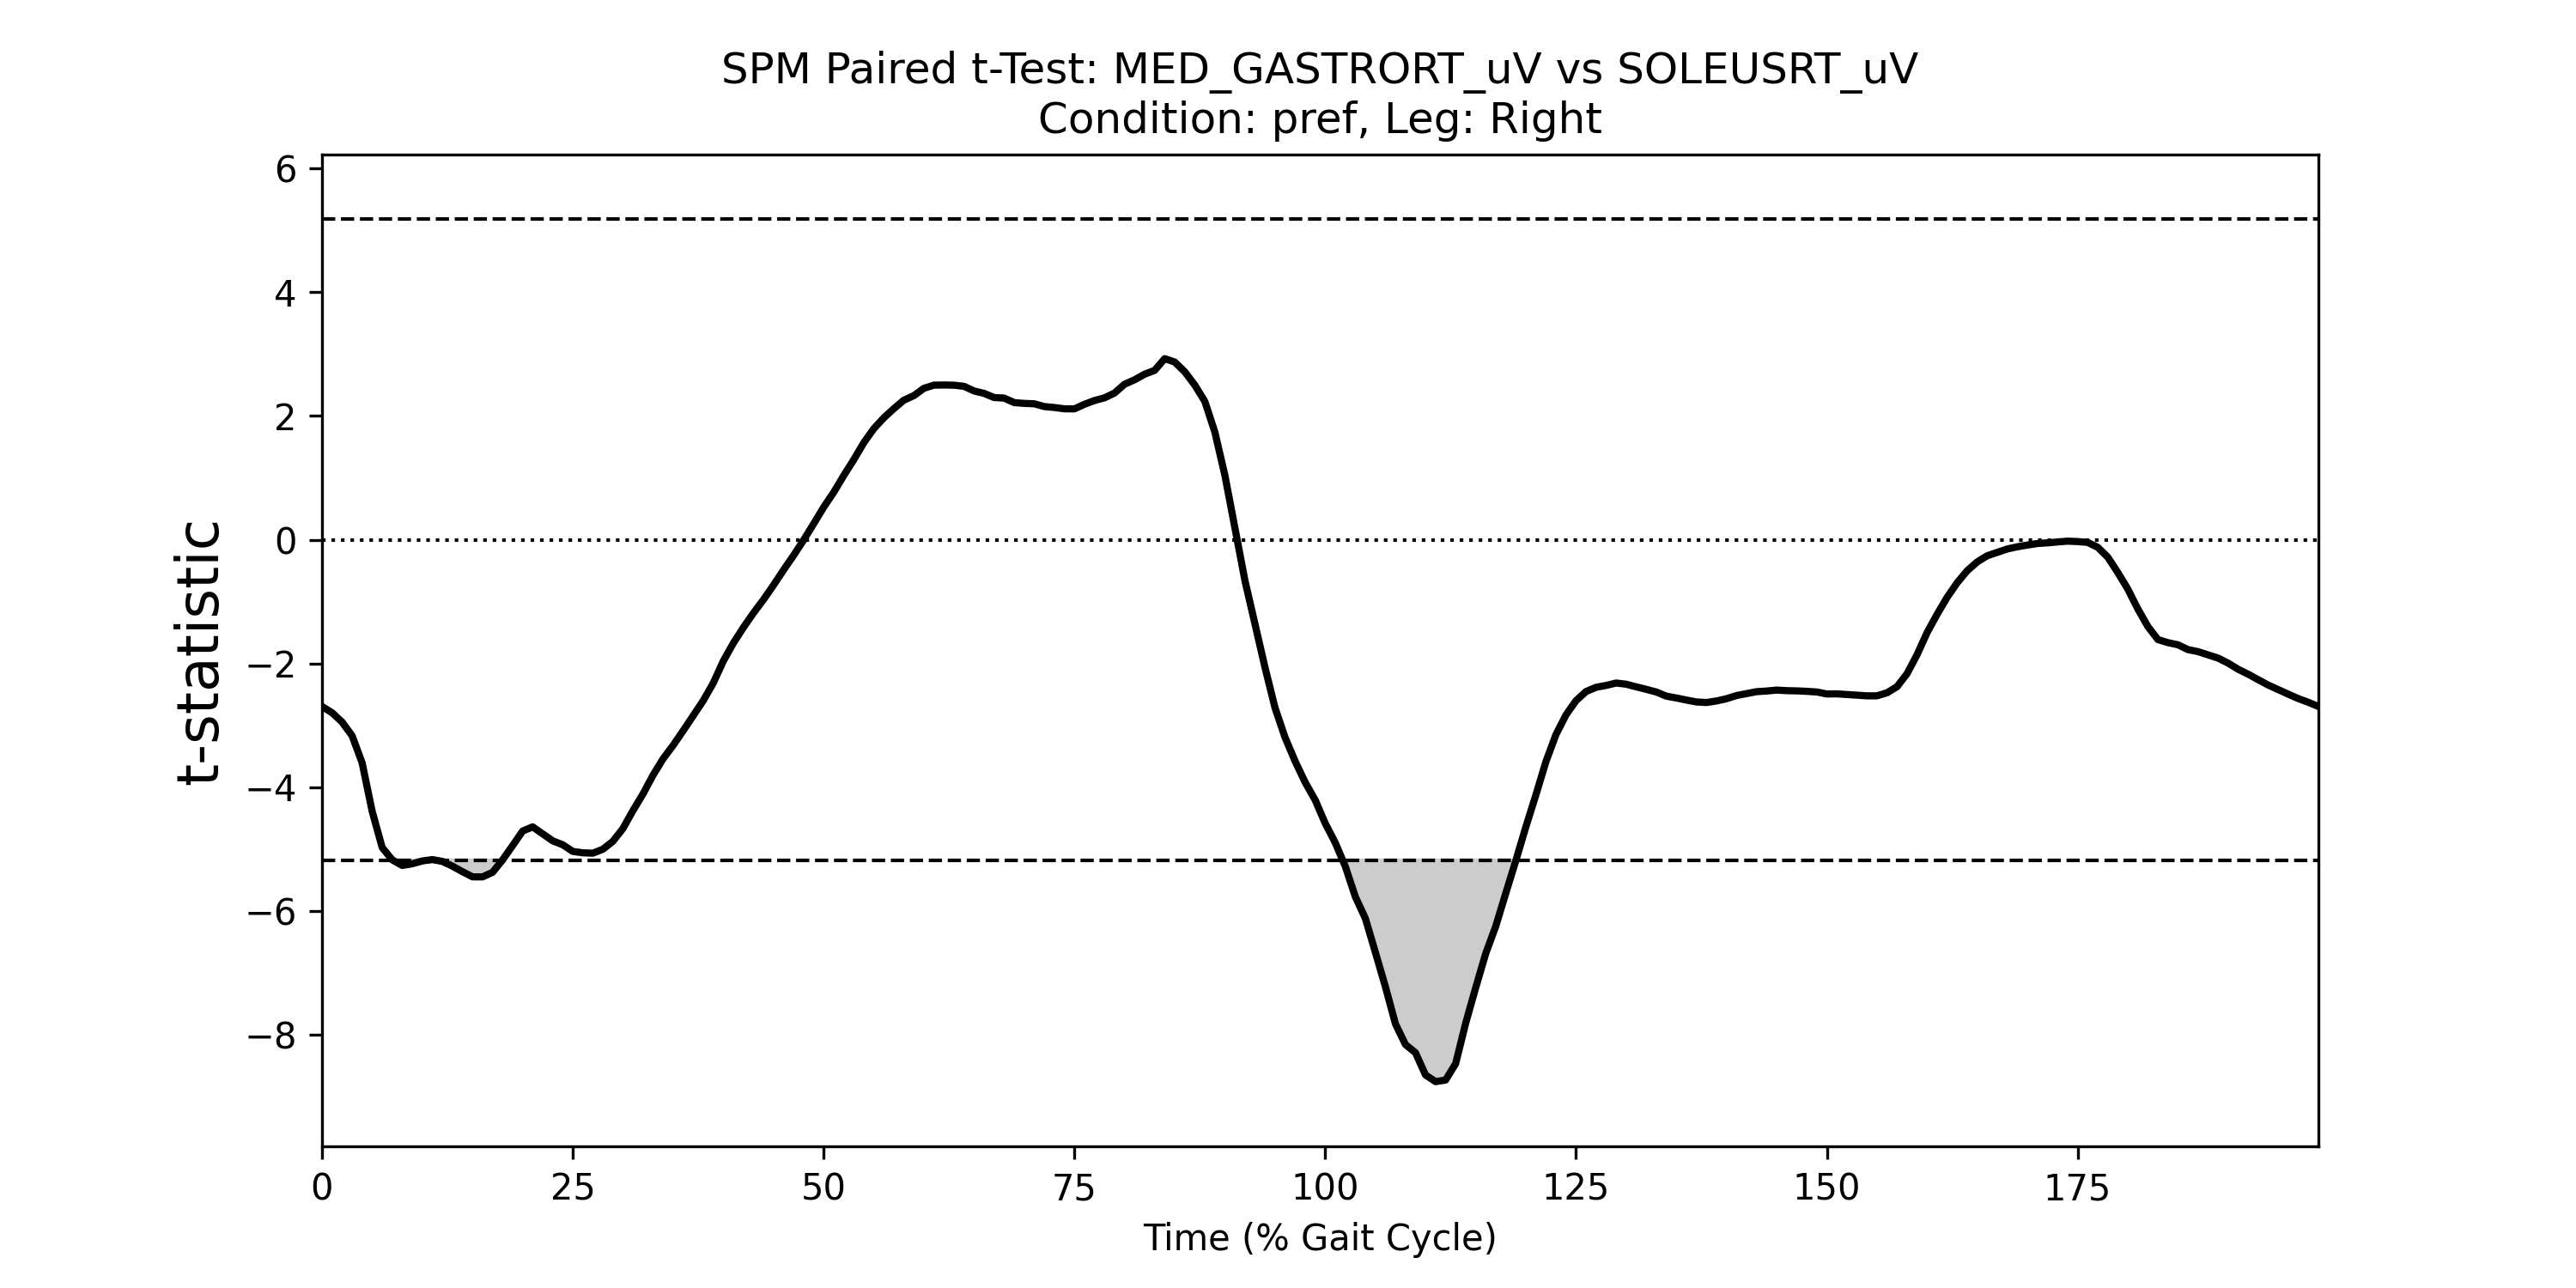 SPM Paired t-Test: MED_GASTRORT_uV vs SOLEUSRT_uV
Condition: pref, Leg: Right
t-statistic
6
4
2
0
−2
−4
−6
−8
0 25 50 75 100 125 150 175
Time (% Gait Cycle)